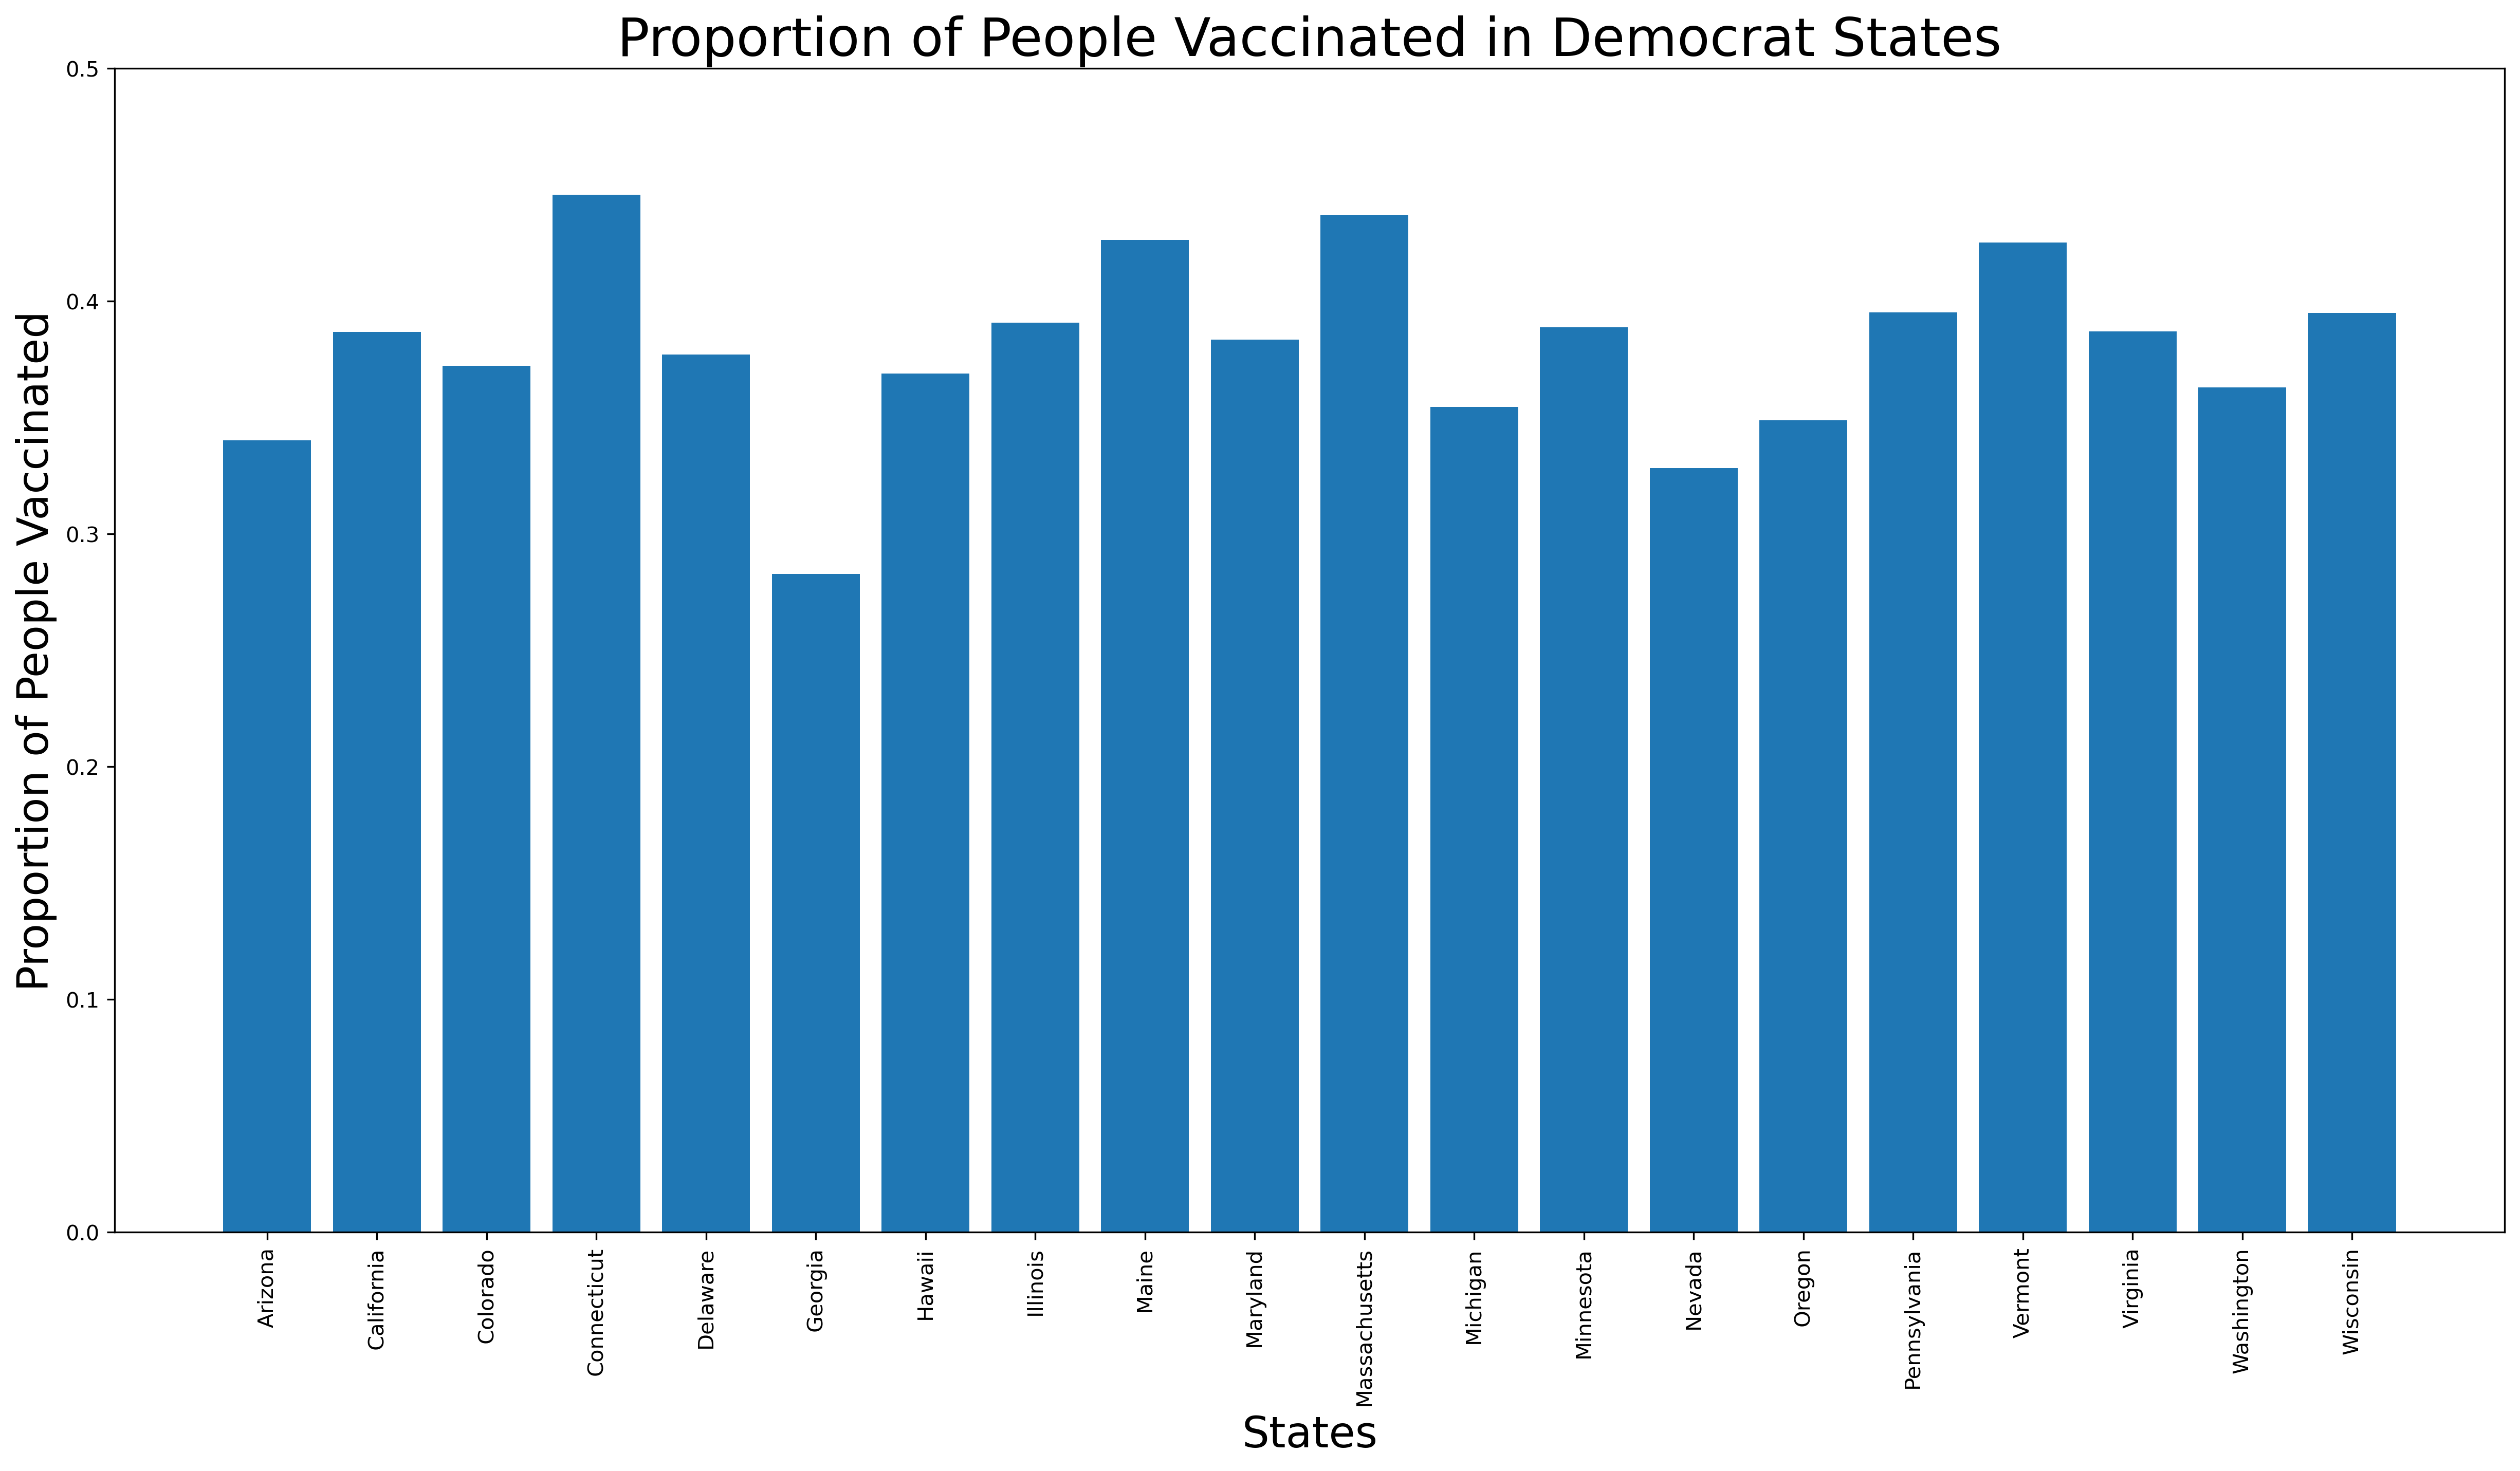 Proportion of People Vaccinated in Democrat States
Proportion of People Vaccinated
0.5
0.4
0.3
0.2
0.1
0.0
Arizona
California
Colorado
Connecticut
Delaware
Georgia
Hawaii
Illinois
Maine
Maryland
Massachusetts
Michigan
Minnesota
Nevada
Oregon
Pennsylvania
Vermont
Virginia
Washington
Wisconsin
States